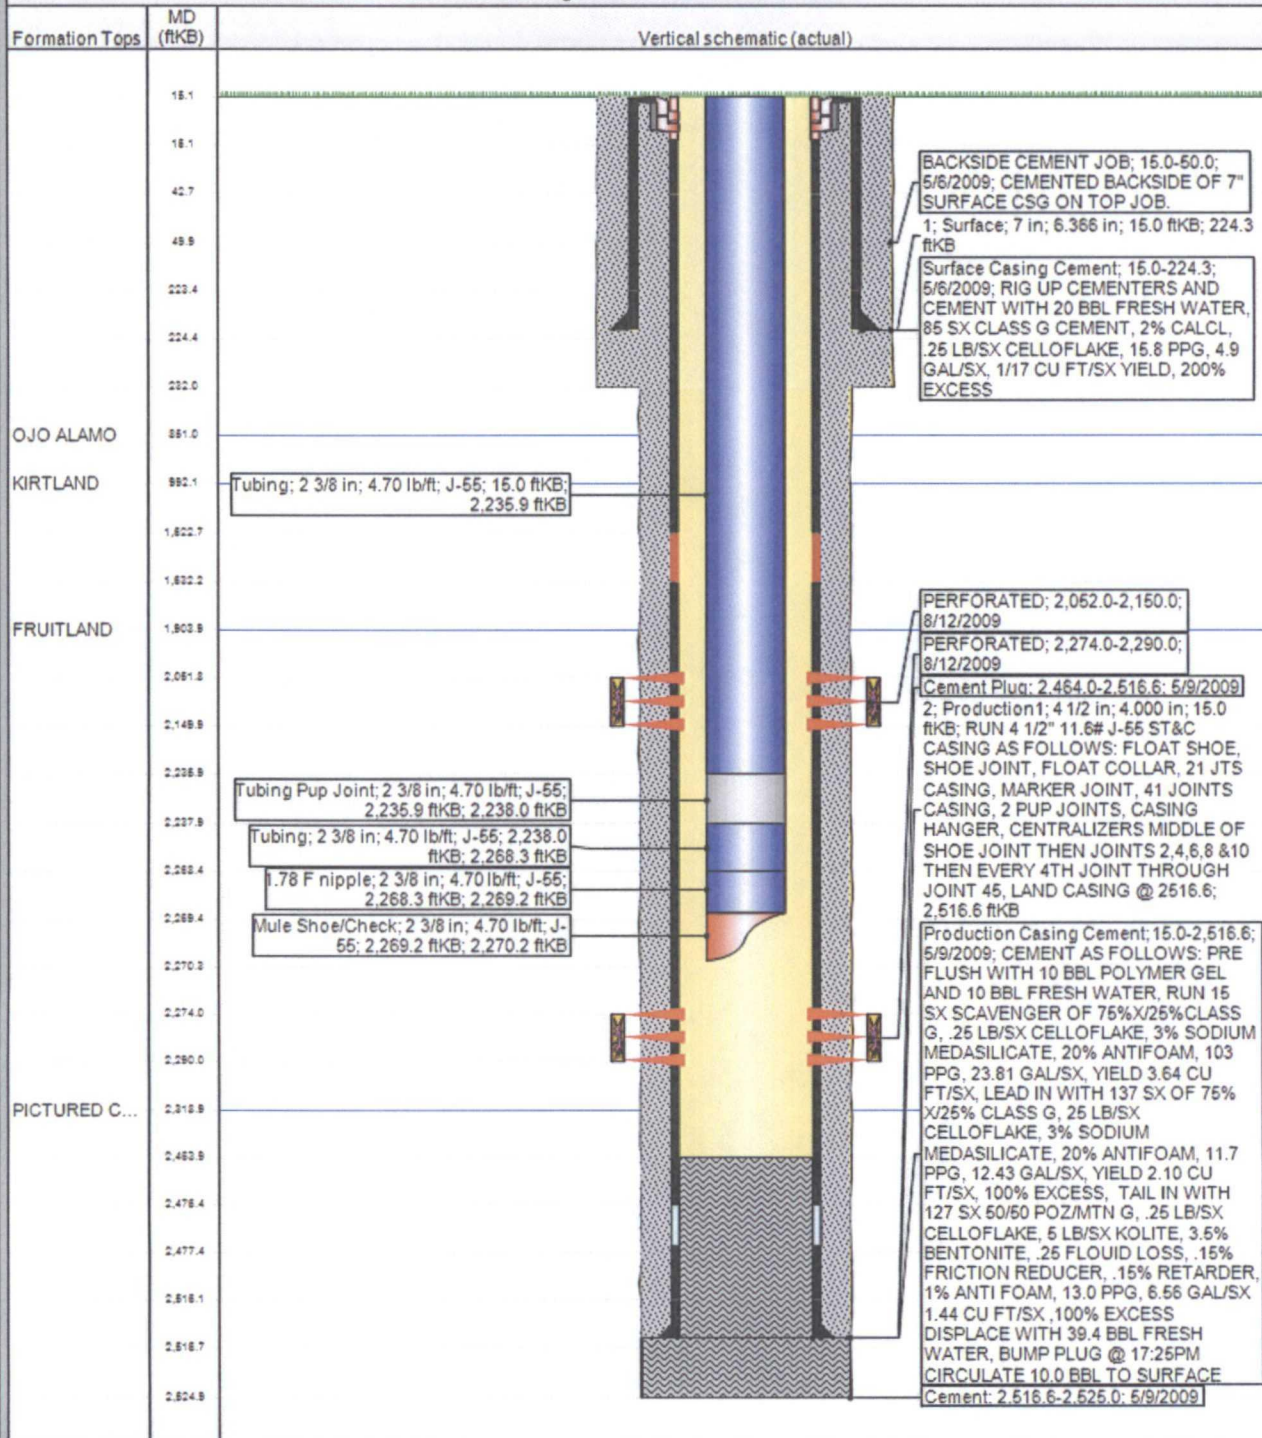 Formation Tops
MD
(ftKB)
Vertical schematic (actual)
15.1
16.1
42.7
49.9
223.4
224.4
232.0
OJO ALAMO
851.0
KIRTLAND
992.1
1,622.7
1,632.2
FRUITLAND
1,903.9
2,051.8
2,149.9
2,235.9
2,237.9
2,268.4
2,269.4
2,270.3
2,274.0
2,290.0
PICTURED C...
2,318.9
2,463.9
2,476.4
2,477.4
2,516.1
2,516.7
2,524.9
Tubing; 2 3/8 in; 4.70 lb/ft; J-55; 15.0 ftKB;
2,235.9 ftKB
Tubing Pup Joint; 2 3/8 in; 4.70 lb/ft; J-55;
2,235.9 ftKB; 2,238.0 ftKB
Tubing; 2 3/8 in; 4.70 lb/ft; J-55; 2,238.0
ftKB; 2,268.3 ftKB
1.78 F nipple; 2 3/8 in; 4.70 lb/ft; J-55;
2,268.3 ftKB; 2,269.2 ftKB
Mule Shoe/Check; 2 3/8 in; 4.70 lb/ft; J-
55; 2,269.2 ftKB; 2,270.2 ftKB
BACKSIDE CEMENT JOB; 15.0-50.0;
5/6/2009; CEMENTED BACKSIDE OF 7"
SURFACE CSG ON TOP JOB.
1; Surface; 7 in; 6.366 in; 15.0 ftKB; 224.3
ftKB
Surface Casing Cement; 15.0-224.3;
5/6/2009; RIG UP CEMENTERS AND
CEMENT WITH 20 BBL FRESH WATER,
85 SX CLASS G CEMENT, 2% CALCL,
.25 LB/SX CELLOFLAKE, 15.8 PPG, 4.9
GAL/SX, 1/17 CU FT/SX YIELD, 200%
EXCESS
PERFORATED; 2,052.0-2,150.0;
8/12/2009
PERFORATED; 2,274.0-2,290.0;
8/12/2009
Cement Plug; 2,464.0-2,516.6; 5/9/2009
2; Production1; 4 1/2 in; 4.000 in; 15.0
ftKB; RUN 4 1/2" 11.6# J-55 ST&C
CASING AS FOLLOWS: FLOAT SHOE,
SHOE JOINT, FLOAT COLLAR, 21 JTS
CASING, MARKER JOINT, 41 JOINTS
CASING, 2 PUP JOINTS, CASING
HANGER, CENTRALIZERS MIDDLE OF
SHOE JOINT THEN JOINTS 2,4,6,8 &10
THEN EVERY 4TH JOINT THROUGH
JOINT 45, LAND CASING @ 2516.6;
2,516.6 ftKB
Production Casing Cement; 15.0-2,516.6;
5/9/2009; CEMENT AS FOLLOWS: PRE
FLUSH WITH 10 BBL POLYMER GEL
AND 10 BBL FRESH WATER, RUN 15
SX SCAVENGER OF 75%X/25%CLASS
G, .25 LB/SX CELLOFLAKE, 3% SODIUM
MEDASILICATE, 20% ANTIFOAM, 103
PPG, 23.81 GAL/SX, YIELD 3.64 CU
FT/SX, LEAD IN WITH 137 SX OF 75%
X/25% CLASS G, 25 LB/SX
CELLOFLAKE, 3% SODIUM
MEDASILICATE, 20% ANTIFOAM, 11.7
PPG, 12.43 GAL/SX, YIELD 2.10 CU
FT/SX, 100% EXCESS, TAIL IN WITH
127 SX 50/50 POZ/MTN G, .25 LB/SX
CELLOFLAKE, 5 LB/SX KOLITE, 3.5%
BENTONITE, .25 FLOUID LOSS, .15%
FRICTION REDUCER, .15% RETARDER,
1% ANTI FOAM, 13.0 PPG, 6.56 GAL/SX
1.44 CU FT/SX ,100% EXCESS
DISPLACE WITH 39.4 BBL FRESH
WATER, BUMP PLUG @ 17:25PM
CIRCULATE 10.0 BBL TO SURFACE
Cement; 2,516.6-2,525.0; 5/9/2009